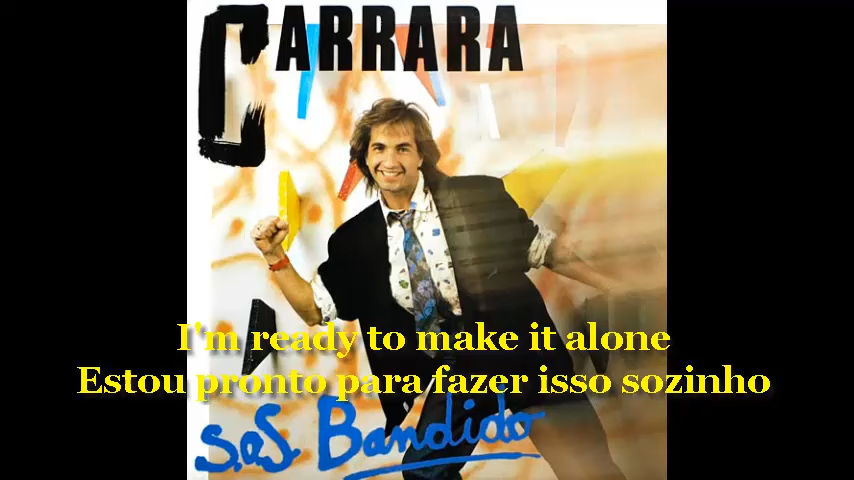 CARRARA
I'm ready to make it alone
Estou pronto para fazer isso sozinho
S.O.S. Bandido